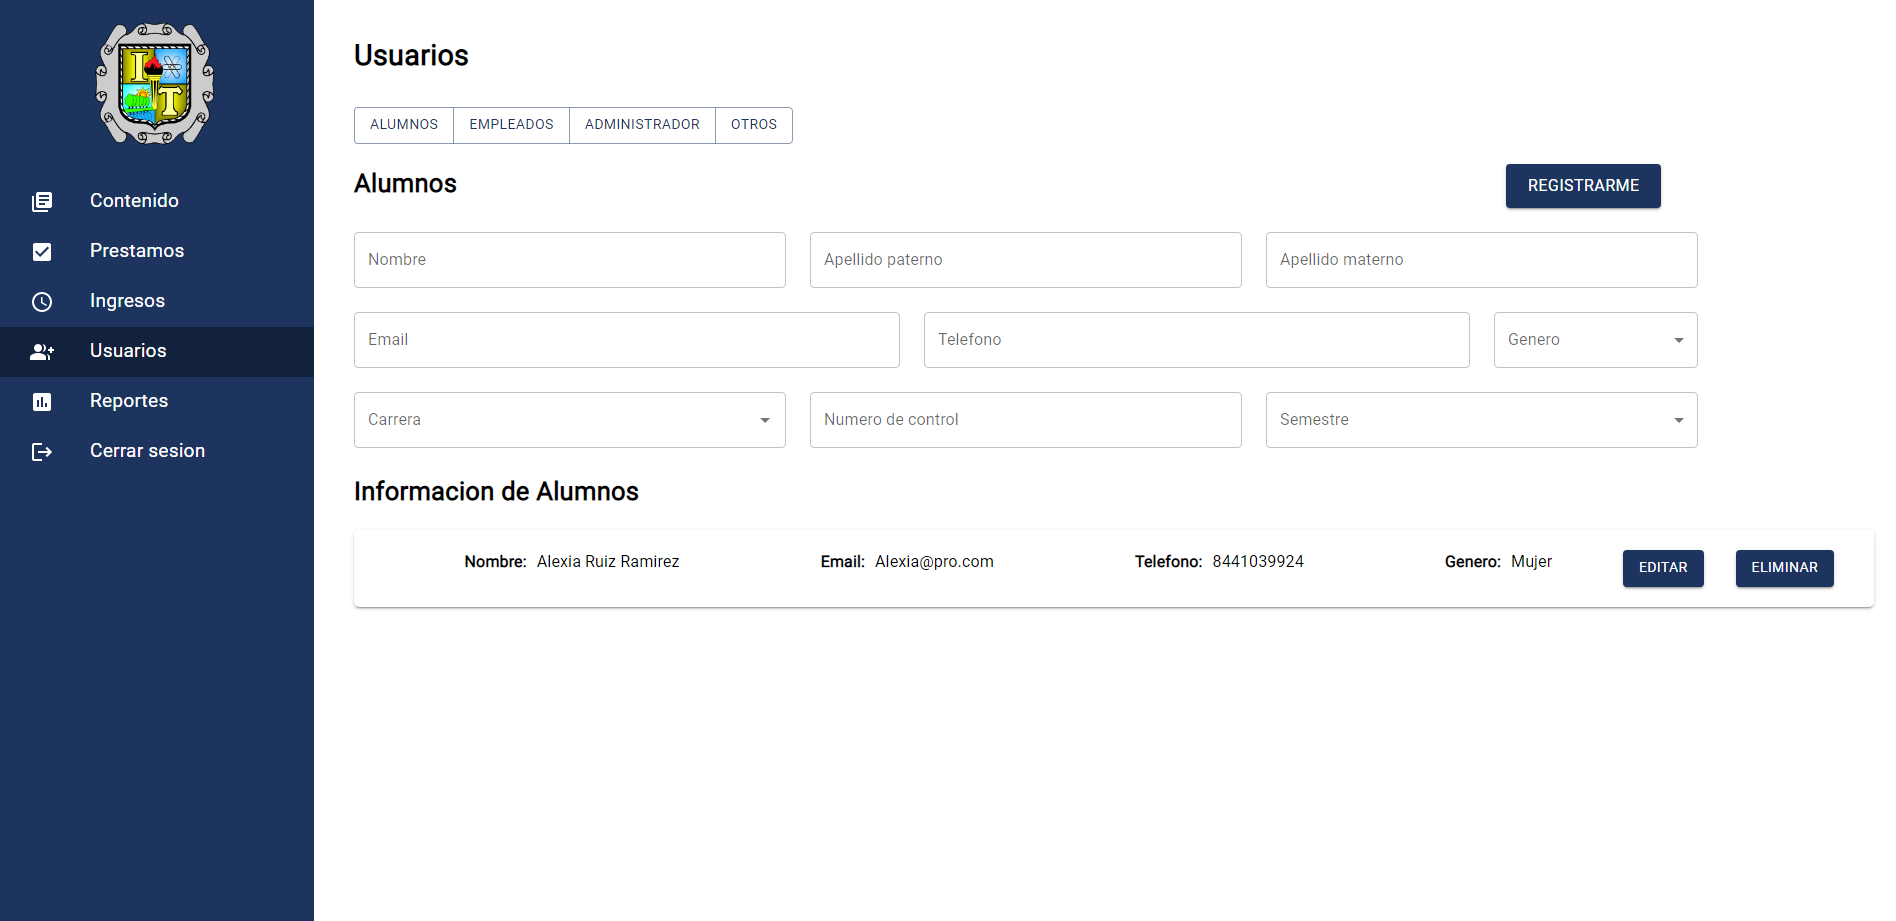 I
T
Contenido
Prestamos
Ingresos
Usuarios
Reportes
Cerrar sesion
Usuarios
ALUMNOS EMPLEADOS ADMINISTRADOR OTROS
Alumnos REGISTRARME
Nombre Apellido paterno Apellido materno
Email Telefono Genero
Carrera Numero de control Semestre
Informacion de Alumnos
Nombre: Alexia Ruiz Ramirez Email: Alexia@pro.com Telefono: 8441039924 Genero: Mujer EDITAR ELIMINAR